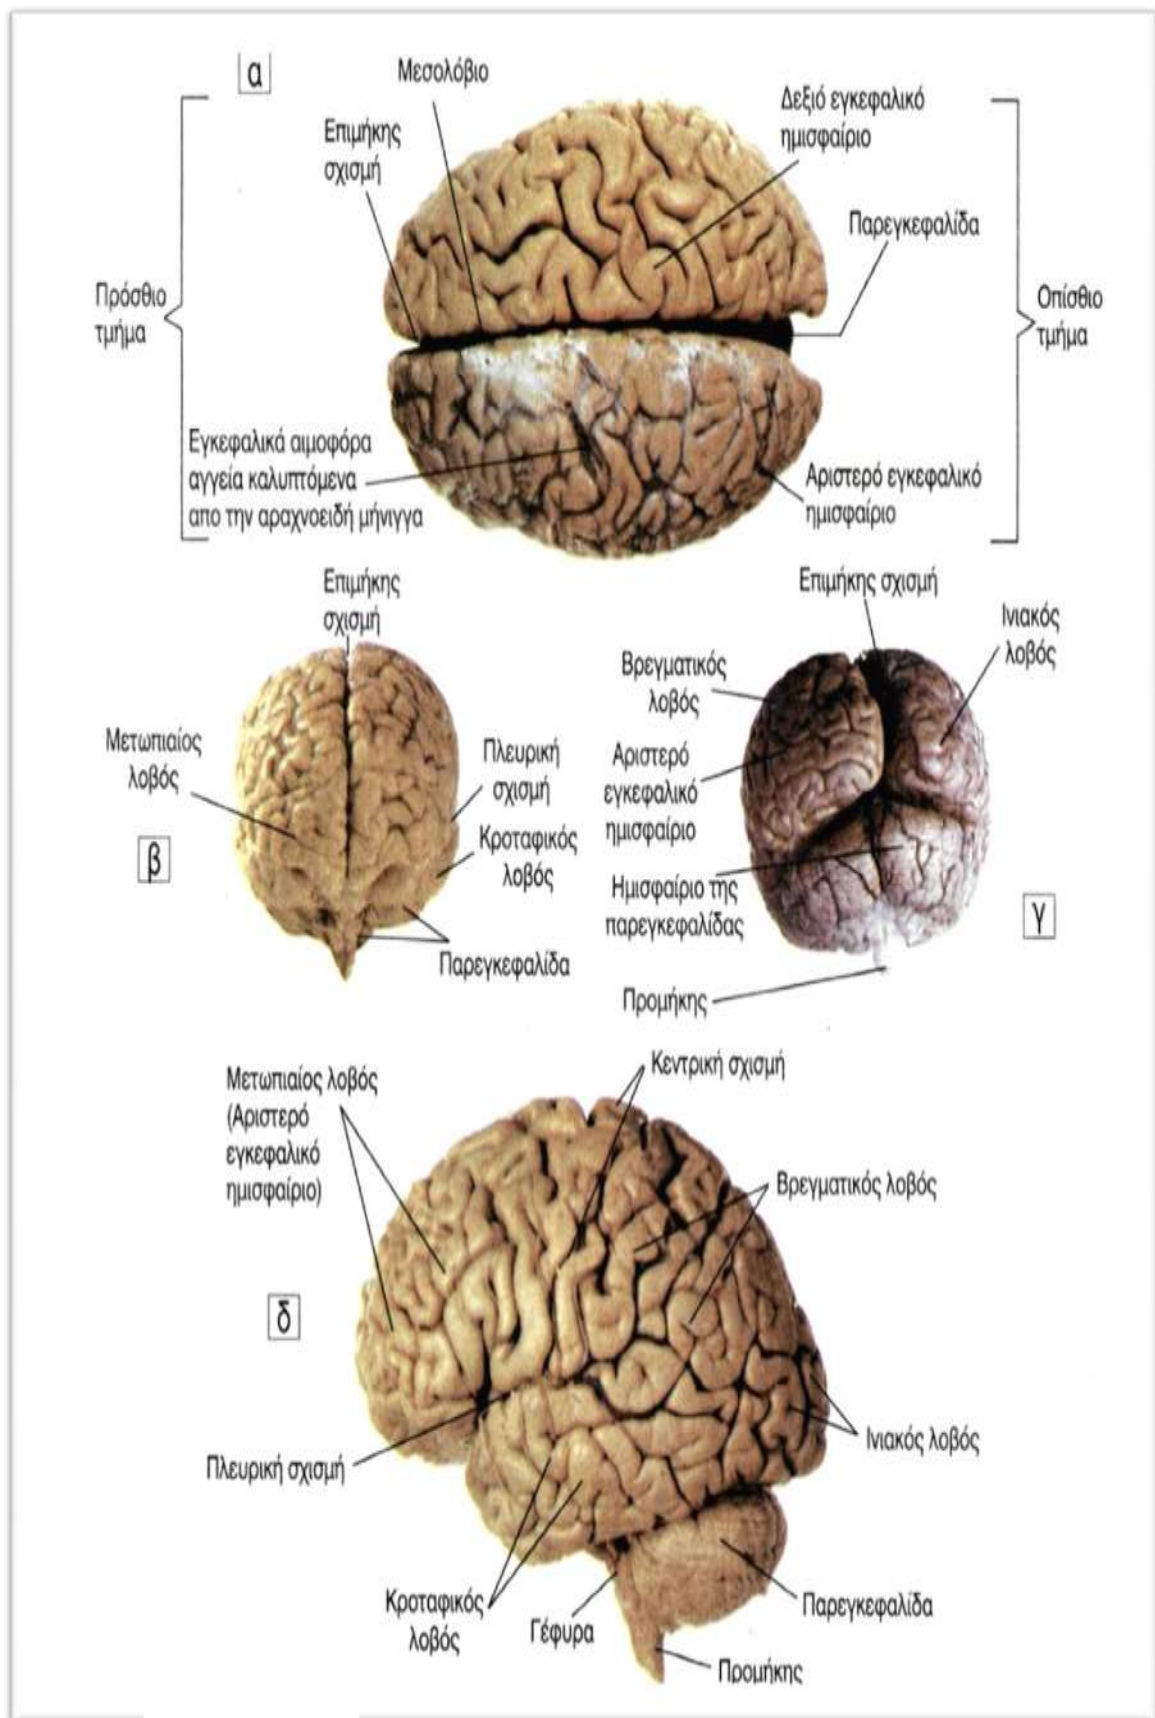 α
Μεσολόβιο
Δεξιό εγκεφαλικό
ημισφαίριο
Επιμήκης
σχισμή
Παρεγκεφαλίδα
Πρόσθιο
τμήμα
Οπίσθιο
τμήμα
Εγκεφαλικά αιμοφόρα
αγγεία καλυπτόμενα
απο την αραχνοειδή μήνιγγα
Αριστερό εγκεφαλικό
ημισφαίριο
Επιμήκης
σχισμή
Μετωπιαίος
λοβός
Πλευρική
σχισμή
Κροταφικός
λοβός
β
Παρεγκεφαλίδα
Επιμήκης σχισμή
Ινιακός
λοβός
Βρεγματικός
λοβός
Αριστερό
εγκεφαλικό
ημισφαίριο
Ημισφαίριο της
παρεγκεφαλίδας
γ
Προμήκης
Κεντρική σχισμή
Μετωπιαίος λοβός
(Αριστερό
εγκεφαλικό
ημισφαίριο)
Βρεγματικός λοβός
δ
Ινιακός λοβός
Πλευρική σχισμή
Κροταφικός
λοβός
Γέφυρα
Παρεγκεφαλίδα
Προμήκης